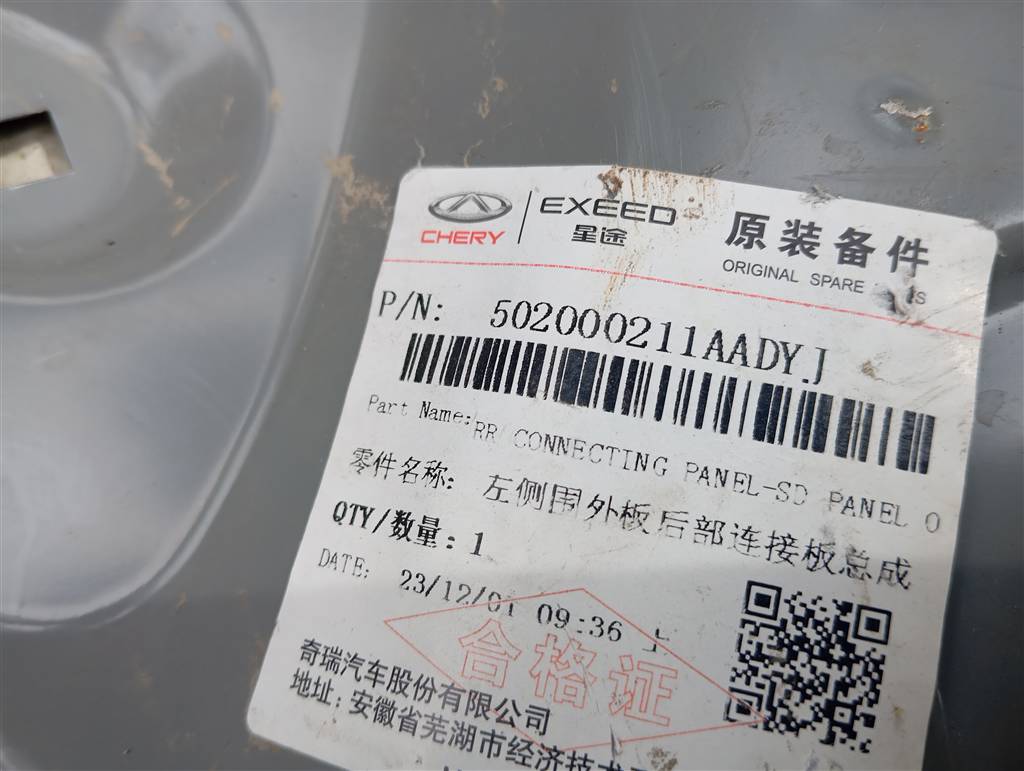 CHERY
EXEED
星途
原装备件
ORIGINAL SPARE
P/N: 502000211AADYJ
Part Name: RR CONNECTING PANEL-SD PANEL O
零件名称: 左侧围外板后部连接板总成
QTY/数量: 1
DATE: 23/12/01 09:36
合格证
奇瑞汽车股份有限公司
地址: 安徽省芜湖市经济技术